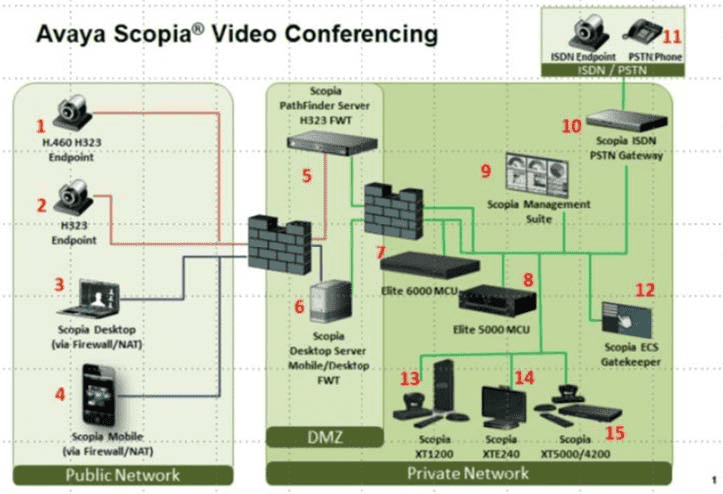 Avaya Scopia® Video Conferencing
ISDN Endpoint
PSTN Phone
11
ISDN / PSTN
1
H.460 H323
Endpoint
2
H323
Endpoint
3
Scopia Desktop
(via Firewall/NAT)
4
Scopia Mobile
(via Firewall/NAT)
Public Network
Scopia
PathFinder Server
H323 FWT
5
6
Scopia
Desktop Server
Mobile/Desktop
FWT
DMZ
10
Scopia ISDN
PSTN Gateway
9
Scopia Management
Suite
7
Elite 6000 MCU
8
Elite 5000 MCU
12
Scopia ECS
Gatekeeper
13
Scopia
XT1200
14
Scopia
XTE240
15
Scopia
XT5000/4200
Private Network
1